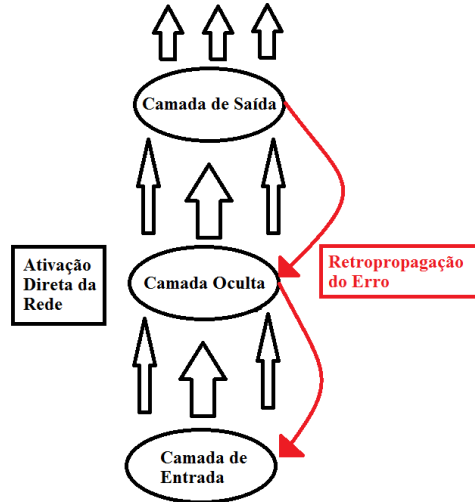 Camada de Saída
Ativação
Direta da
Rede
Camada Oculta
Retropropagação
do Erro
Camada de
Entrada